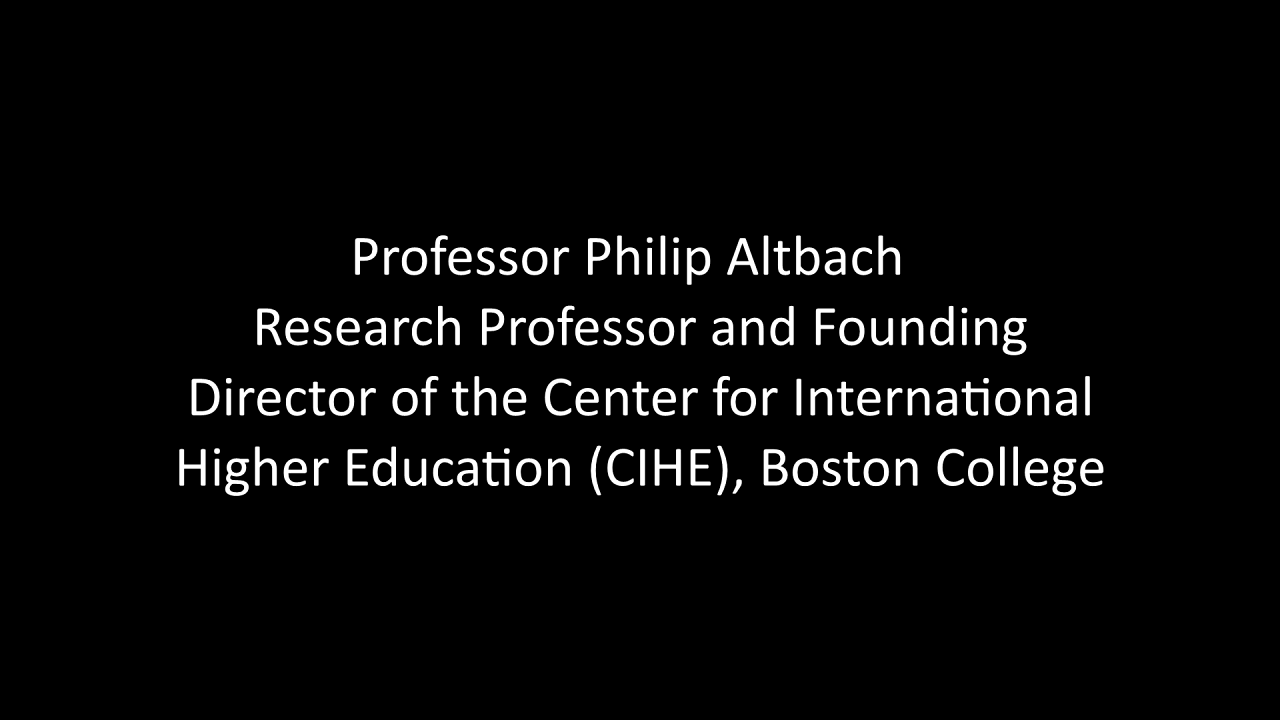 Professor Philip Altbach
Research Professor and Founding
Director of the Center for International
Higher Education (CIHE), Boston College